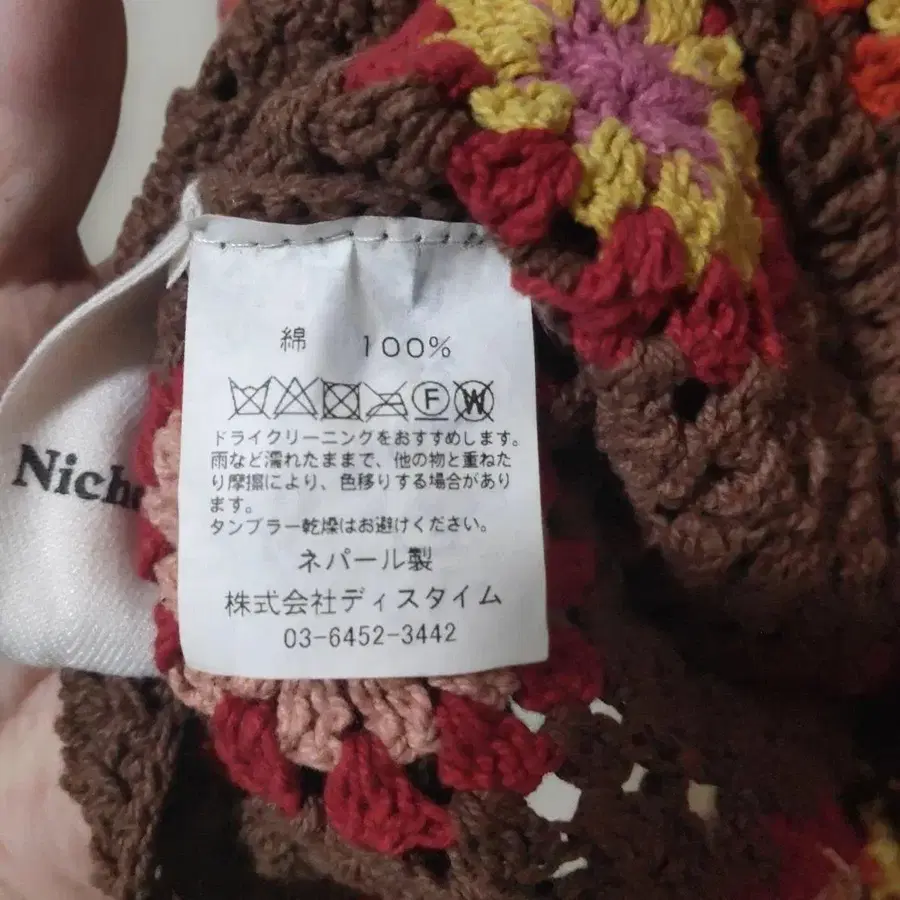 綿 100%
F W
ドライクリーニングをおすすめします。
雨など濡れたままで、他の物と重ねた
り摩擦により、色移りする場合があり
ます。
タンブラー乾燥はお避けください。
ネパール製
株式会社ディスタイム
03-6452-3442